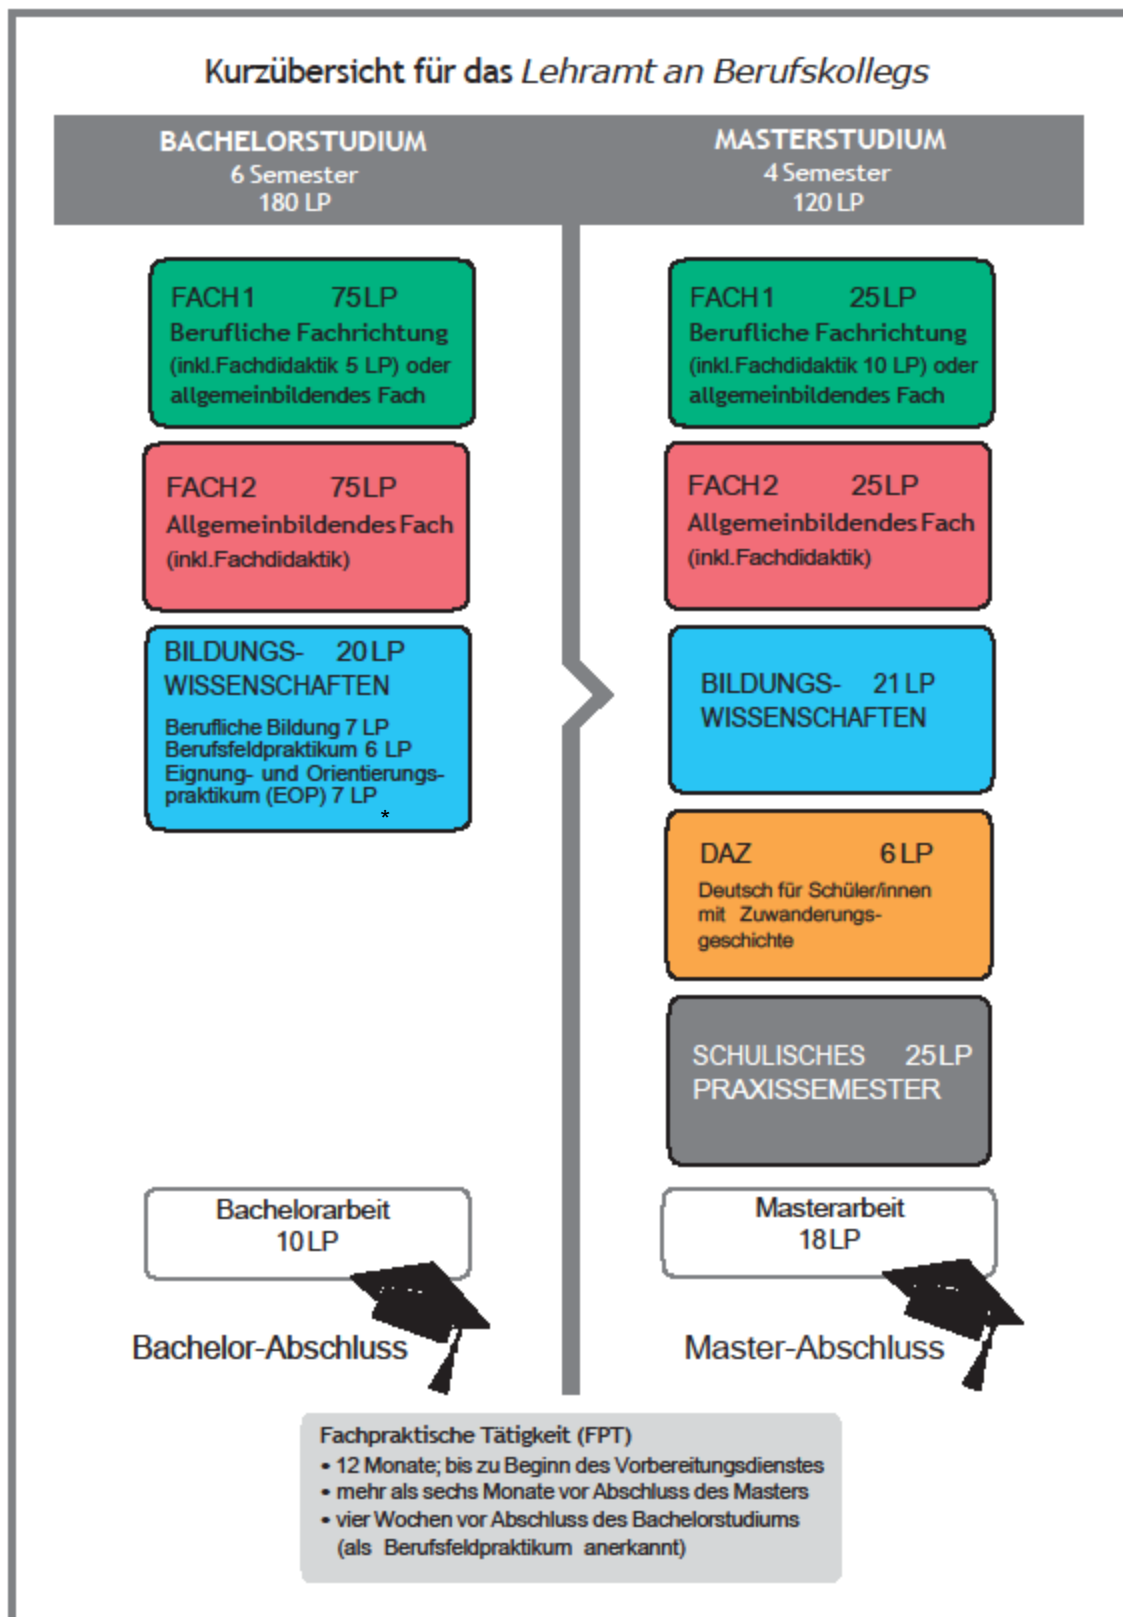 Kurzübersicht für das Lehramt an Berufskollegs
BACHELORSTUDIUM
6 Semester
180 LP
MASTERSTUDIUM
4 Semester
120 LP
FACH 1 75 LP
Berufliche Fachrichtung
(inkl.Fachdidaktik 5 LP) oder
allgemeinbildendes Fach
FACH 2 75 LP
Allgemeinbildendes Fach
(inkl.Fachdidaktik)
BILDUNGS- 20 LP
WISSENSCHAFTEN
Berufliche Bildung 7 LP
Berufsfeldpraktikum 6 LP
Eignung- und Orientierungs-
praktikum (EOP) 7 LP
*
Bachelorarbeit
10 LP
Bachelor-Abschluss
FACH 1 25 LP
Berufliche Fachrichtung
(inkl.Fachdidaktik 10 LP) oder
allgemeinbildendes Fach
FACH 2 25 LP
Allgemeinbildendes Fach
(inkl.Fachdidaktik)
BILDUNGS- 21 LP
WISSENSCHAFTEN
DAZ 6 LP
Deutsch für Schüler/innen
mit Zuwanderungs-
geschichte
SCHULISCHES 25 LP
PRAXISSEMESTER
Masterarbeit
18 LP
Master-Abschluss
Fachpraktische Tätigkeit (FPT)
• 12 Monate; bis zu Beginn des Vorbereitungsdienstes
• mehr als sechs Monate vor Abschluss des Masters
• vier Wochen vor Abschluss des Bachelorstudiums
(als Berufsfeldpraktikum anerkannt)